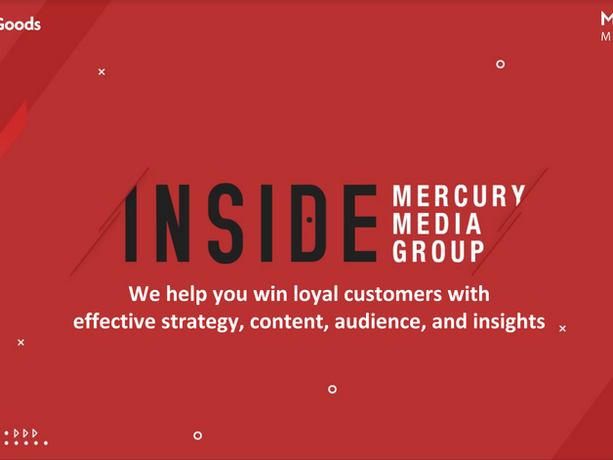 Goods
M
M
INSIDE
MERCURY
MEDIA
GROUP
We help you win loyal customers with
effective strategy, content, audience, and insights